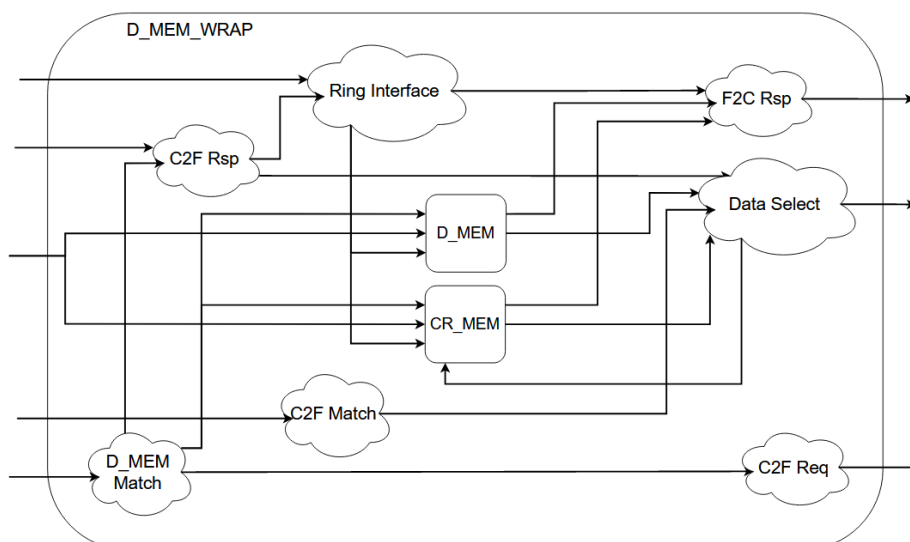 D_MEM_WRAP
Ring Interface
F2C Rsp
C2F Rsp
Data Select
D_MEM
CR_MEM
C2F Match
D_MEM
Match
C2F Req